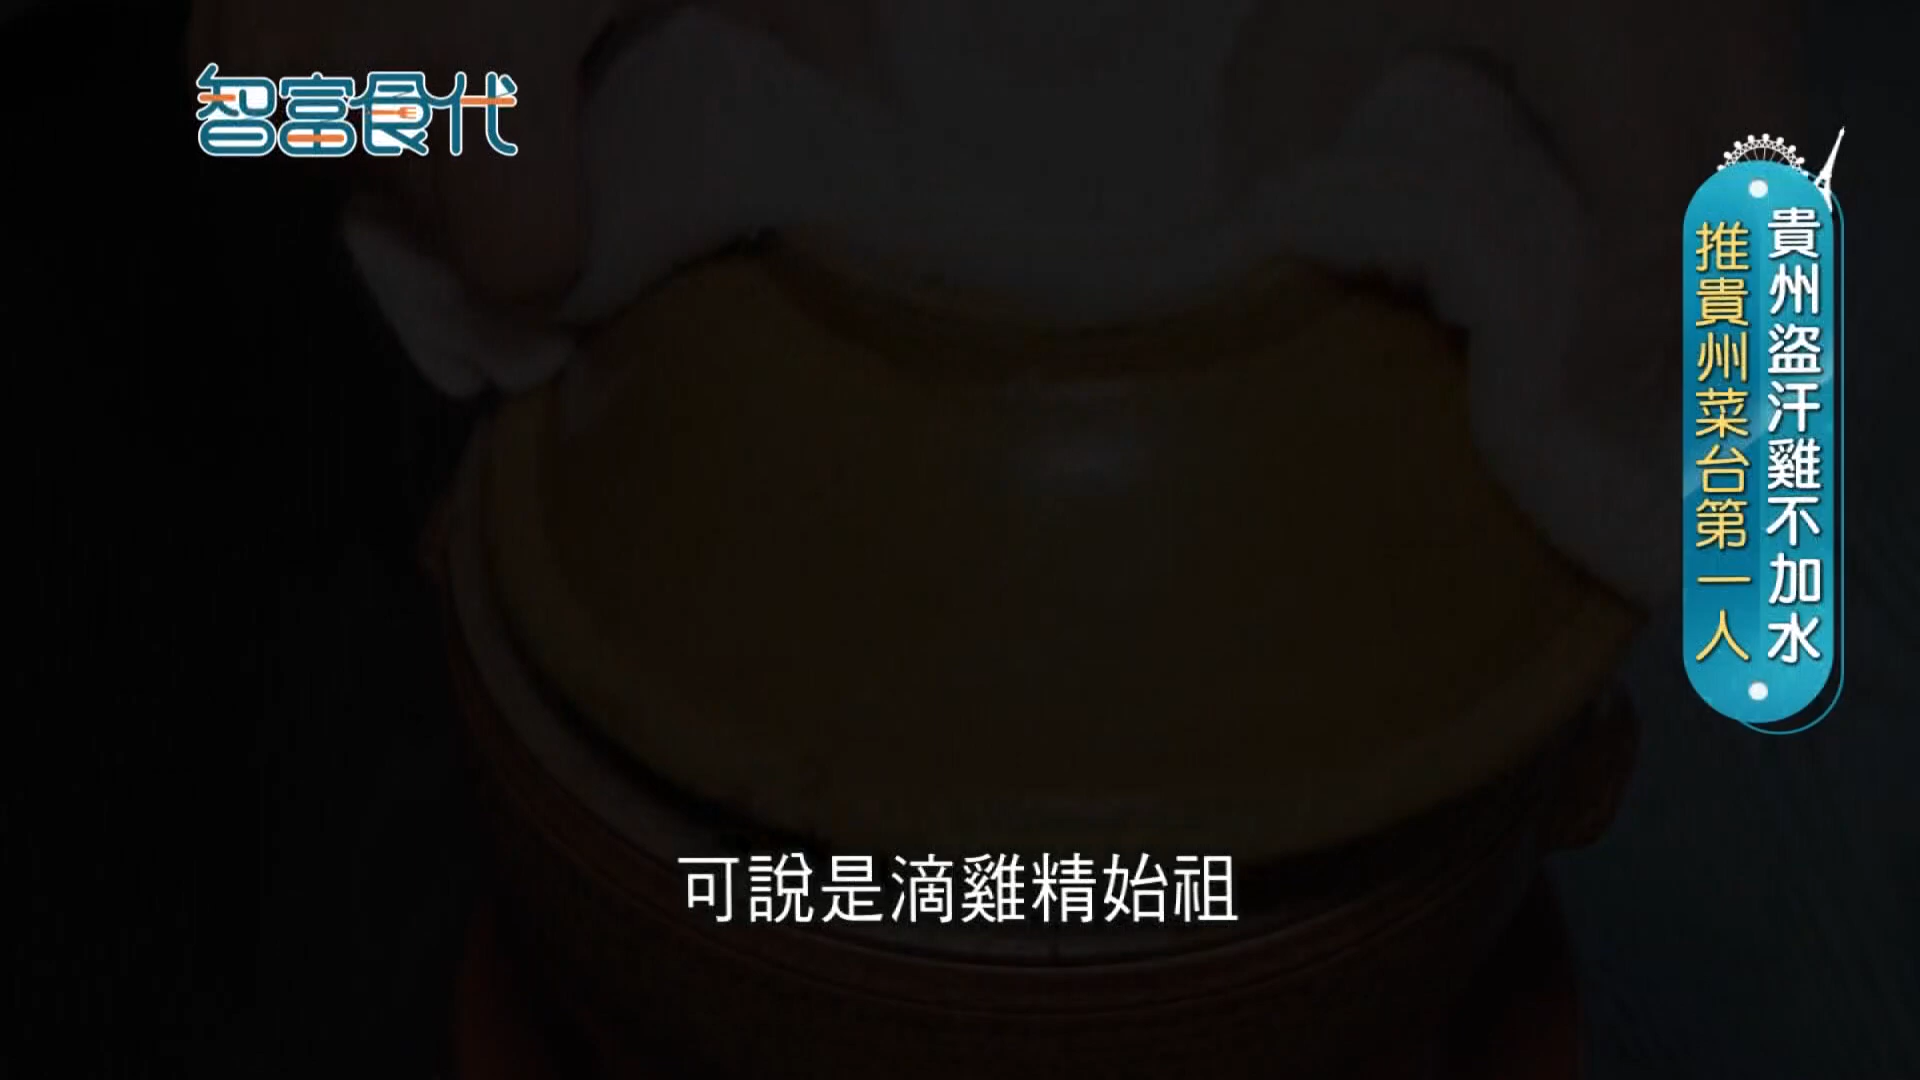 智富食代
貴州盜汗雞不加水
推貴州菜台第一人
可說是滴雞精始祖